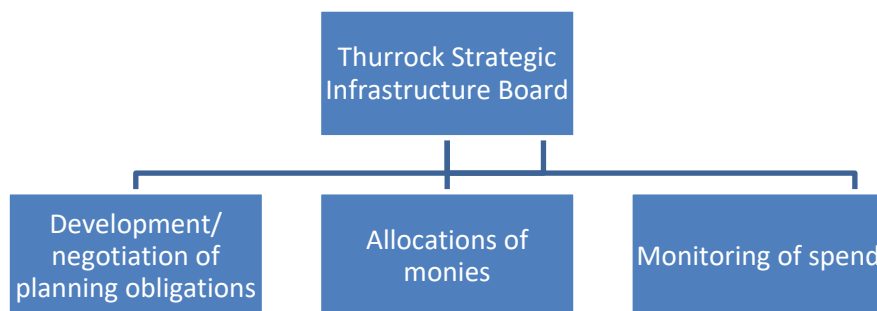 Thurrock Strategic
Infrastructure Board
Development/
negotiation of
planning obligations
Allocations of
monies
Monitoring of spend